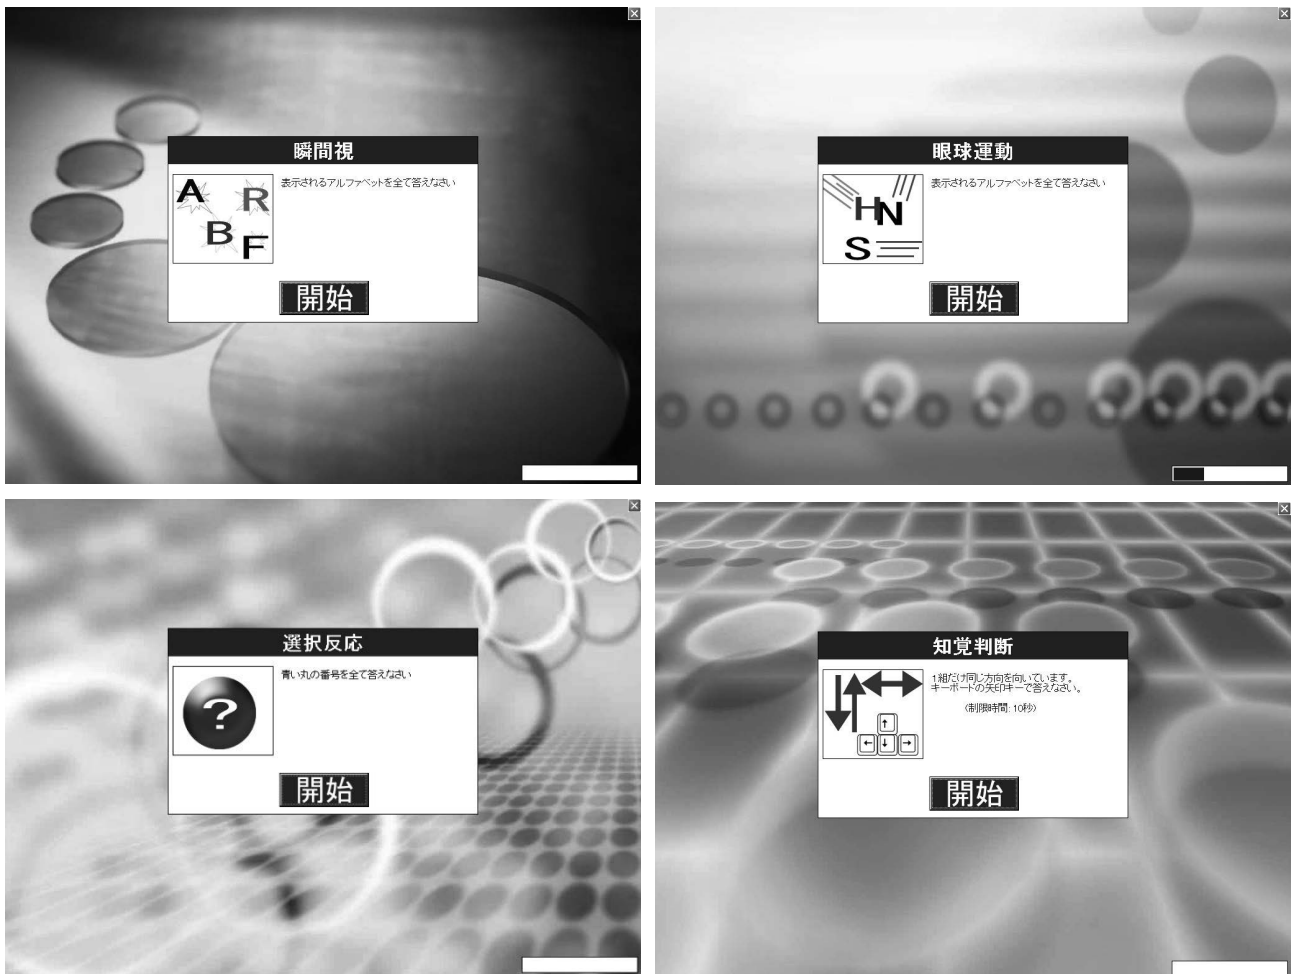 瞬間視
A
R
B
F
表示されるアルファベットを全て答えなさい
開始
眼球運動
H
N
S
表示されるアルファベットを全て答えなさい
開始
選択反応
?
青い丸の番号を全て答えなさい
開始
知覚判断
1組だけ同じ方向を向いています。
キーボードの矢印キーで答えなさい。
(制限時間: 10秒)
↑
← ↓ →
開始